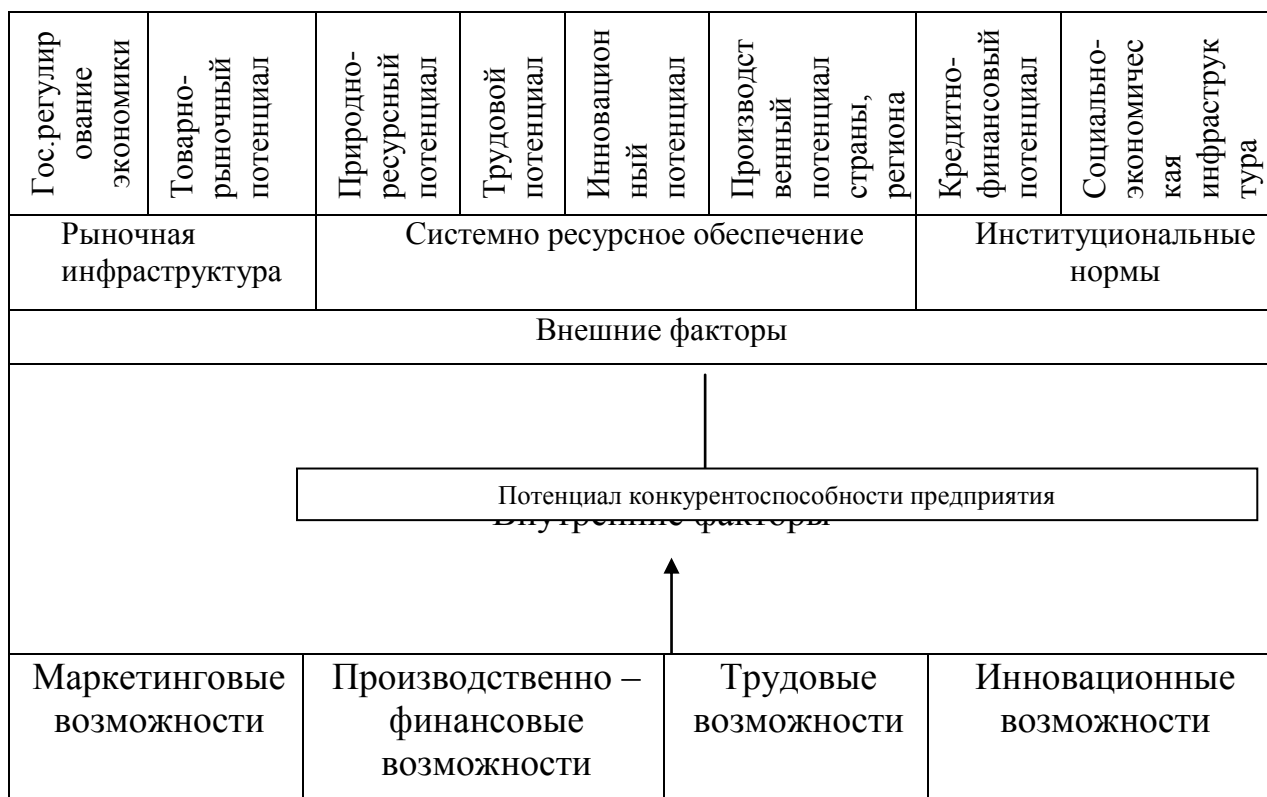 Гос.регулир
ование
экономики
Товарно-
рыночный
потенциал
Природно-
ресурсный
потенциал
Трудовой
потенциал
Инновацион
ный
потенциал
Производст
венный
потенциал
страны,
региона
Кредитно-
финансовый
потенциал
Социально-
экономичес
кая
инфраструк
тура
Рыночная
инфраструктура
Системно ресурсное обеспечение
Институциональные
нормы
Внешние факторы
Потенциал конкурентоспособности предприятия
Внутренние факторы
Маркетинговые
возможности
Производственно –
финансовые
возможности
Трудовые
возможности
Инновационные
возможности